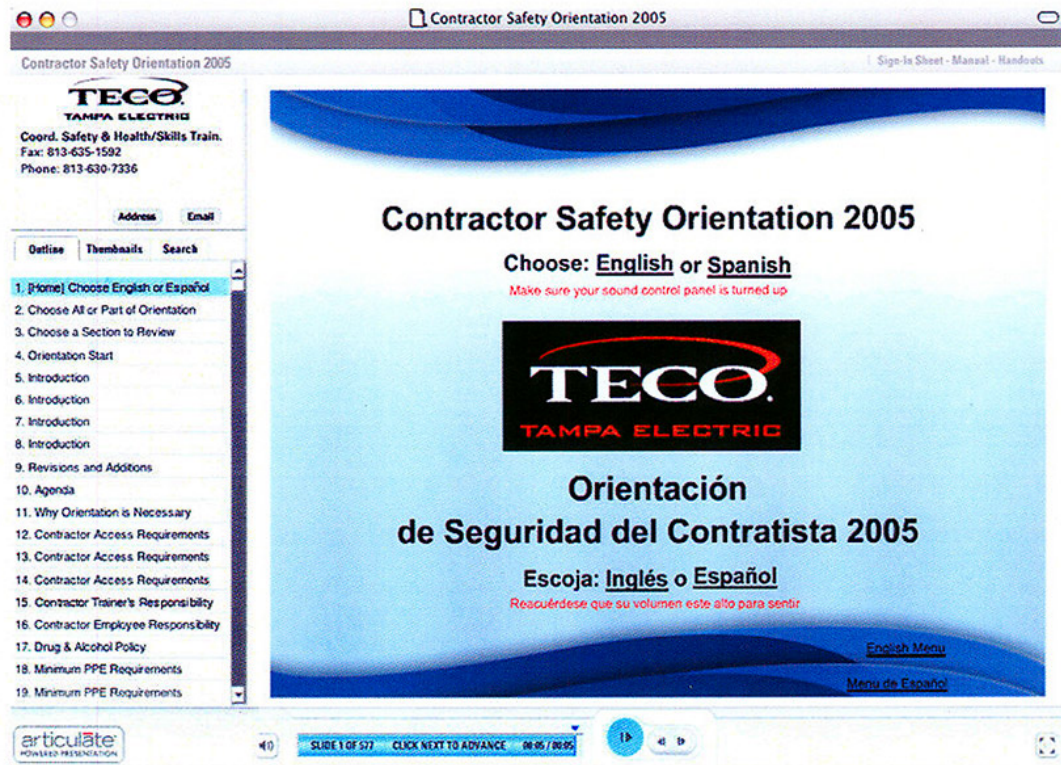 Contractor Safety Orientation 2005
Contractor Safety Orientation 2005
Sign-In Sheet - Manual - Handouts
TECO.
TAMPA ELECTRIC
Coord. Safety & Health/Skills Train.
Fax: 813-635-1592
Phone: 813-630-7336
Address Email
Outline Thumbnails Search
1. [Home] Choose English or Español
2. Choose All or Part of Orientation
3. Choose a Section to Review
4. Orientation Start
5. Introduction
6. Introduction
7. Introduction
8. Introduction
9. Revisions and Additions
10. Agenda
11. Why Orientation is Necessary
12. Contractor Access Requirements
13. Contractor Access Requirements
14. Contractor Access Requirements
15. Contractor Trainer's Responsibility
16. Contractor Employee Responsibility
17. Drug & Alcohol Policy
18. Minimum PPE Requirements
19. Minimum PPE Requirements
Contractor Safety Orientation 2005
Choose: English or Spanish
Make sure your sound control panel is turned up
TECO.
TAMPA ELECTRIC
Orientación
de Seguridad del Contratista 2005
Escoja: Inglés o Español
Reacuérdese que su volumen este alto para sentir
English Menu
Menu de Español
articulate
POWERED PRESENTATION
SLIDE 1 OF 577 CLICK NEXT TO ADVANCE 00:05 / 00:05